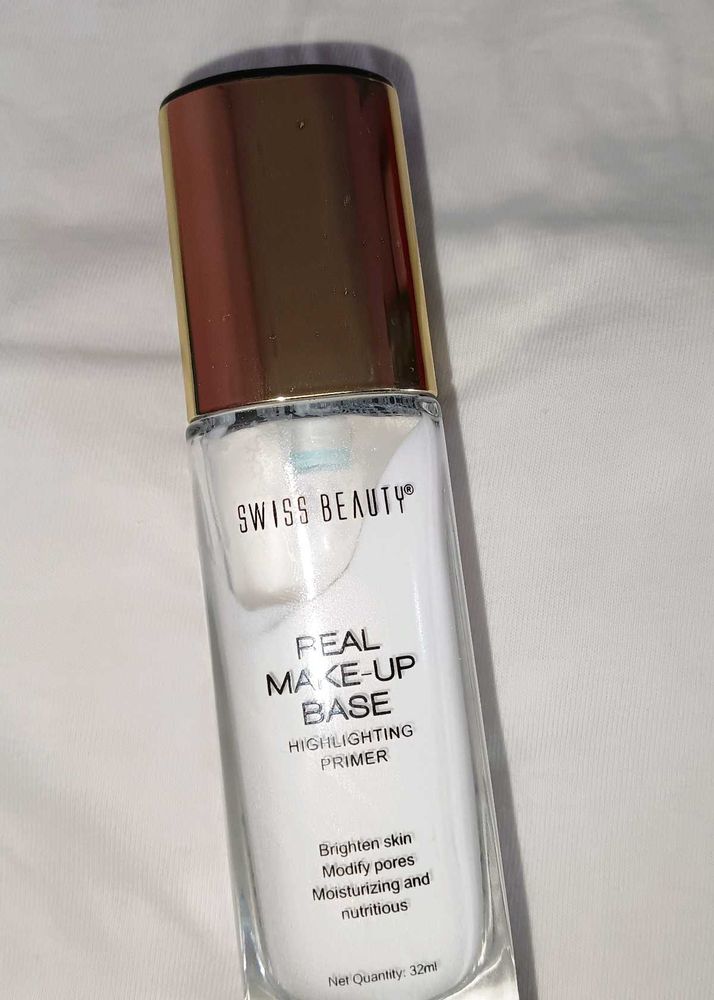 SWISS BEAUTY®
REAL
MAKE-UP
BASE
HIGHLIGHTING
PRIMER
Brighten skin
Modify pores
Moisturizing and
nutritious
Net Quantity: 32ml